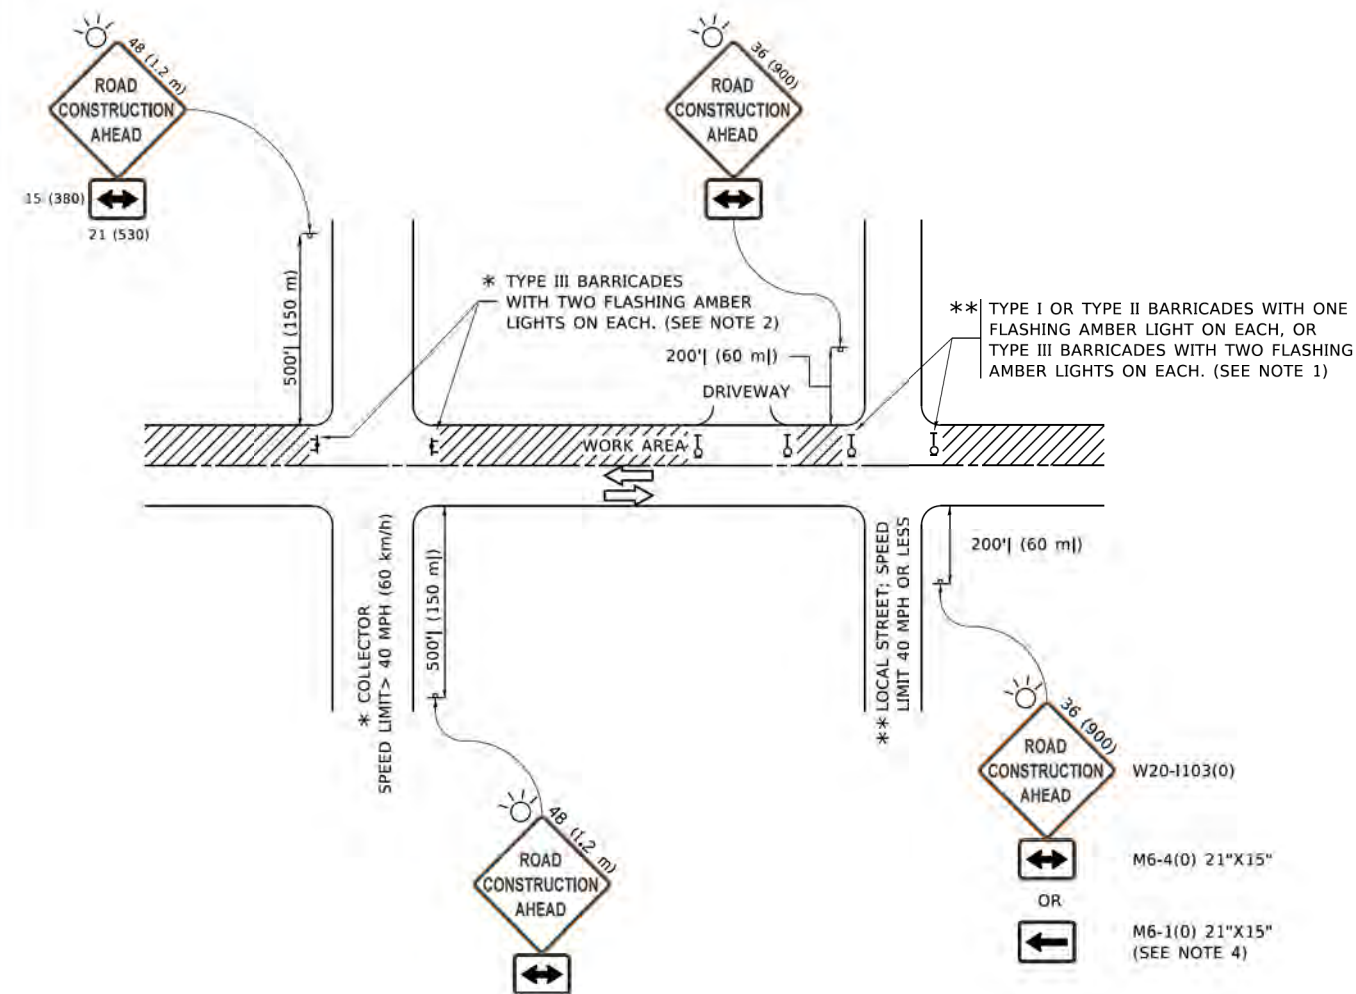 48 (1.2 m)
ROAD
CONSTRUCTION
AHEAD
15 (380)
21 (530)
36 (900)
ROAD
CONSTRUCTION
AHEAD
500'| (150 m)
* TYPE III BARRICADES
WITH TWO FLASHING AMBER
LIGHTS ON EACH. (SEE NOTE 2)
200'| (60 m|)
DRIVEWAY
** TYPE I OR TYPE II BARRICADES WITH ONE
FLASHING AMBER LIGHT ON EACH, OR
TYPE III BARRICADES WITH TWO FLASHING
AMBER LIGHTS ON EACH. (SEE NOTE 1)
WORK AREA
* COLLECTOR
SPEED LIMIT> 40 MPH (60 km/h)
500'| (150 m|)
** LOCAL STREET; SPEED
LIMIT 40 MPH OR LESS
200'| (60 m|)
48 (1.2 m)
ROAD
CONSTRUCTION
AHEAD
36 (900)
ROAD
CONSTRUCTION
AHEAD
W20-I103(0)
M6-4(0) 21"X15"
OR
M6-1(0) 21"X15"
(SEE NOTE 4)